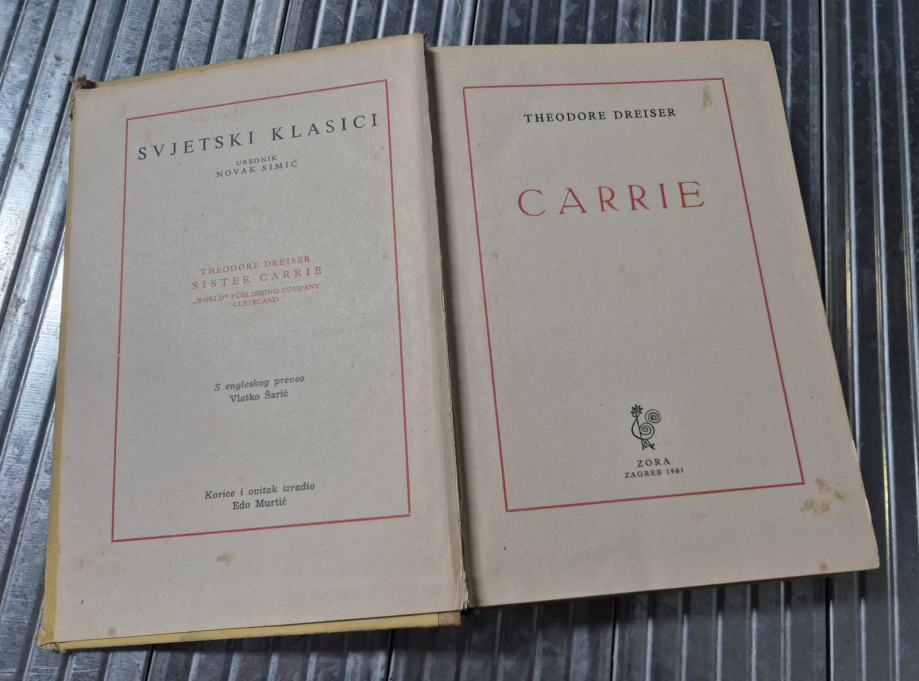 SVJETSKI KLASICI
UREDNIK
NOVAK SIMIĆ
THEODORE DREISER
SISTER CARRIE
„WORLD” PUBLISHING COMPANY
CLEVELAND
S engleskog preveo
Vlatko Šarić
Korice i ovitak izradio
Edo Murtić
THEODORE DREISER
CARRIE
ZORA
ZAGREB 1961